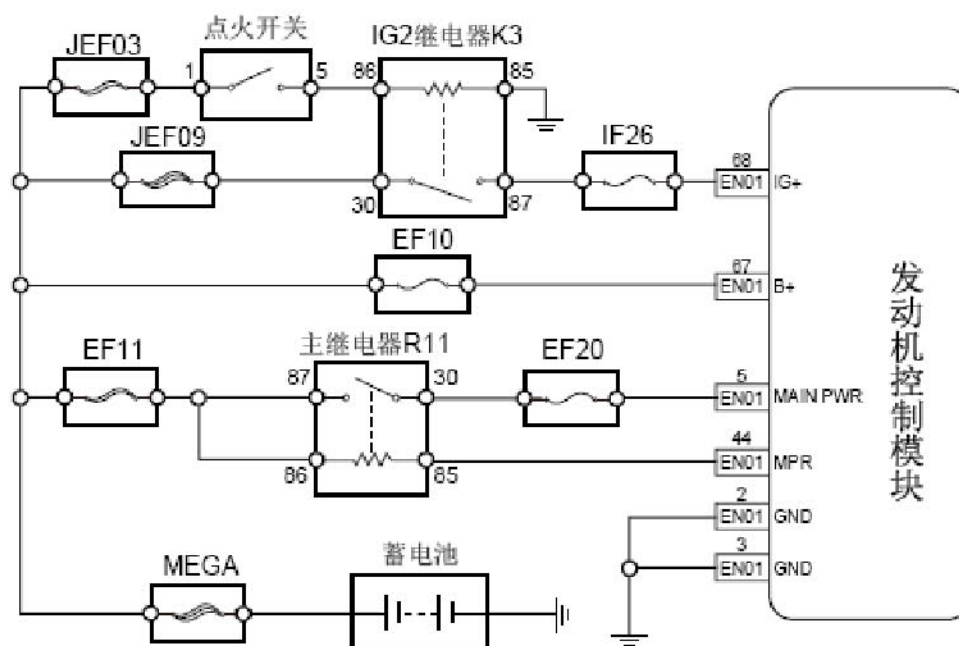 点火开关
IG2继电器K3
JEF03
1
5
86
85
JEF09
IF26
68
EN01
IG+
30
87
EF10
67
EN01
B+
主继电器R11
EF11
87
30
EF20
5
EN01
MAIN PWR
44
86
85
EN01
MPR
2
EN01
GND
3
EN01
GND
MEGA
蓄电池
发动机控制模块